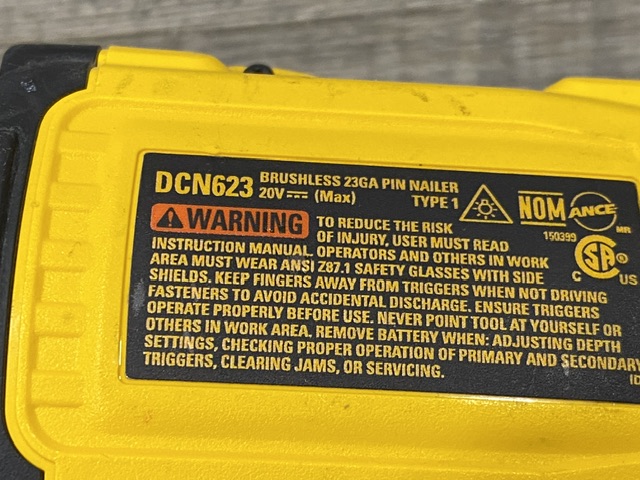 DCN623 BRUSHLESS 23GA PIN NAILER
20V ⎓ (Max) TYPE 1
NOM ANCE
MR
150399
⚠ WARNING TO REDUCE THE RISK
OF INJURY, USER MUST READ
INSTRUCTION MANUAL. OPERATORS AND OTHERS IN WORK
AREA MUST WEAR ANSI Z87.1 SAFETY GLASSES WITH SIDE
SHIELDS. KEEP FINGERS AWAY FROM TRIGGERS WHEN NOT DRIVING
FASTENERS TO AVOID ACCIDENTAL DISCHARGE. ENSURE TRIGGERS
OPERATE PROPERLY BEFORE USE. NEVER POINT TOOL AT YOURSELF OR
OTHERS IN WORK AREA. REMOVE BATTERY WHEN: ADJUSTING DEPTH
SETTINGS, CHECKING PROPER OPERATION OF PRIMARY AND SECONDARY
TRIGGERS, CLEARING JAMS, OR SERVICING.
C SA US
ID